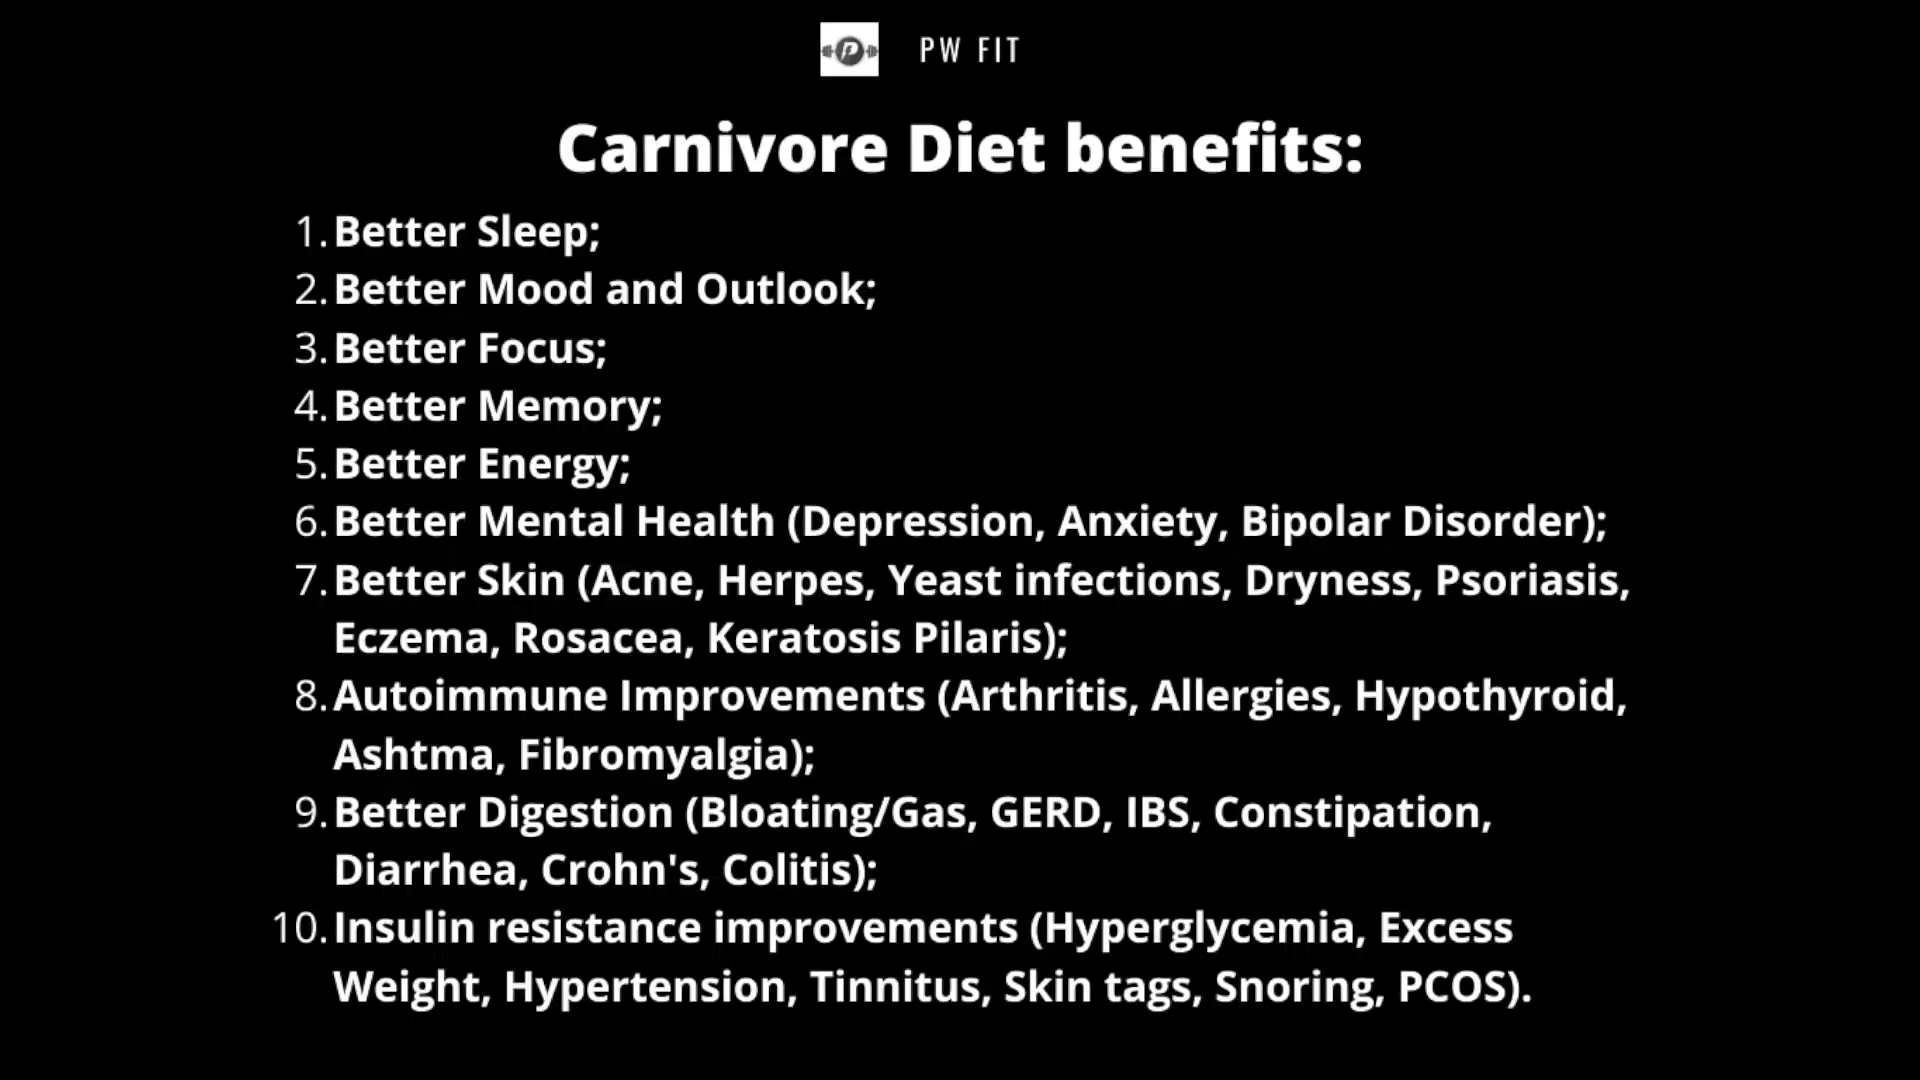 PW FIT
Carnivore Diet benefits:
1. Better Sleep;
2. Better Mood and Outlook;
3. Better Focus;
4. Better Memory;
5. Better Energy;
6. Better Mental Health (Depression, Anxiety, Bipolar Disorder);
7. Better Skin (Acne, Herpes, Yeast infections, Dryness, Psoriasis,
Eczema, Rosacea, Keratosis Pilaris);
8. Autoimmune Improvements (Arthritis, Allergies, Hypothyroid,
Ashtma, Fibromyalgia);
9. Better Digestion (Bloating/Gas, GERD, IBS, Constipation,
Diarrhea, Crohn's, Colitis);
10. Insulin resistance improvements (Hyperglycemia, Excess
Weight, Hypertension, Tinnitus, Skin tags, Snoring, PCOS).